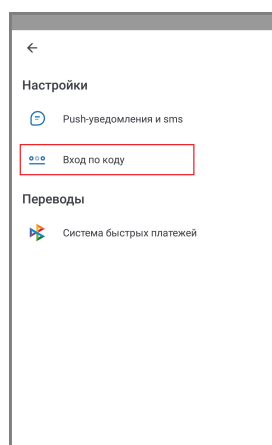 Настройки
Push-уведомления и sms
Вход по коду
Переводы
Система быстрых платежей